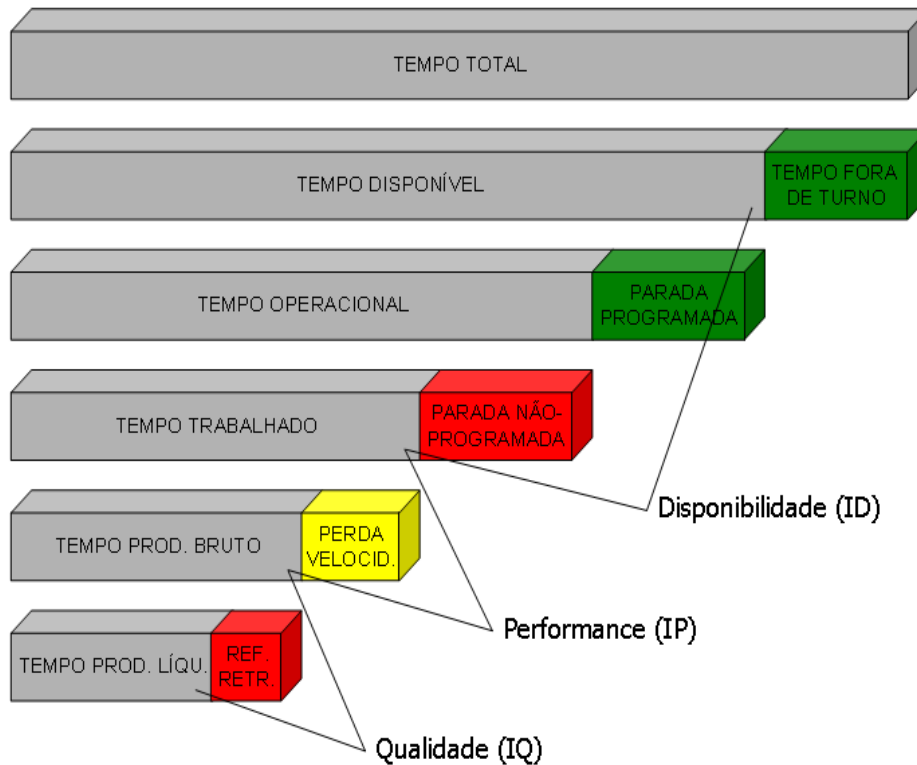 TEMPO TOTAL
TEMPO DISPONÍVEL
TEMPO FORA
DE TURNO
TEMPO OPERACIONAL
PARADA
PROGRAMADA
TEMPO TRABALHADO
PARADA NÃO-
PROGRAMADA
Disponibilidade (ID)
TEMPO PROD. BRUTO
PERDA
VELOCID.
Performance (IP)
TEMPO PROD. LÍQU.
REF.
RETR.
Qualidade (IQ)